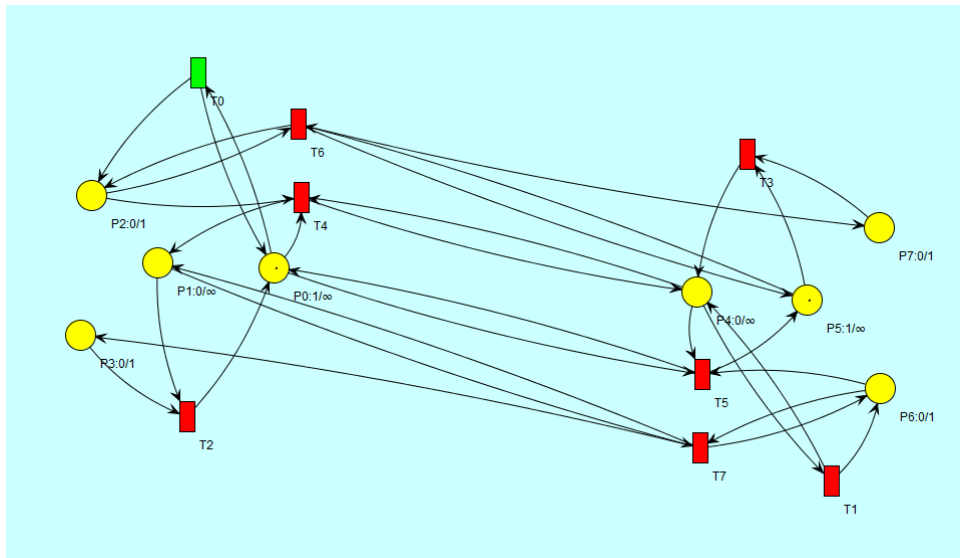 T0
T6
T3
P2:0/1
T4
P7:0/1
P1:0/∞
P0:1/∞
P4:0/∞
P5:1/∞
P3:0/1
T5
P6:0/1
T2
T7
T1